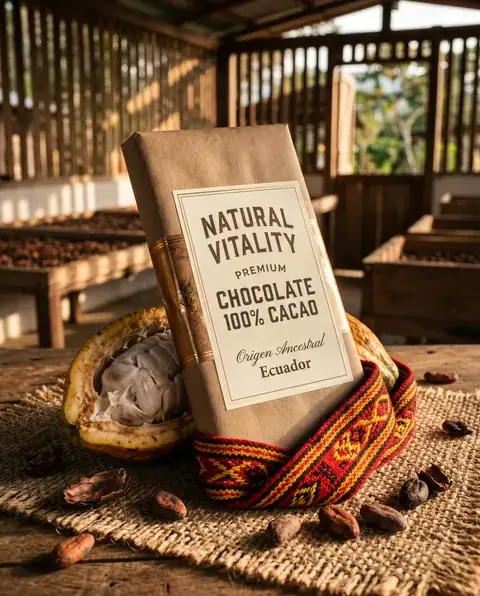 NATURAL
VITALITY
PREMIUM
CHOCOLATE
100% CACAO
Origen Ancestral
Ecuador